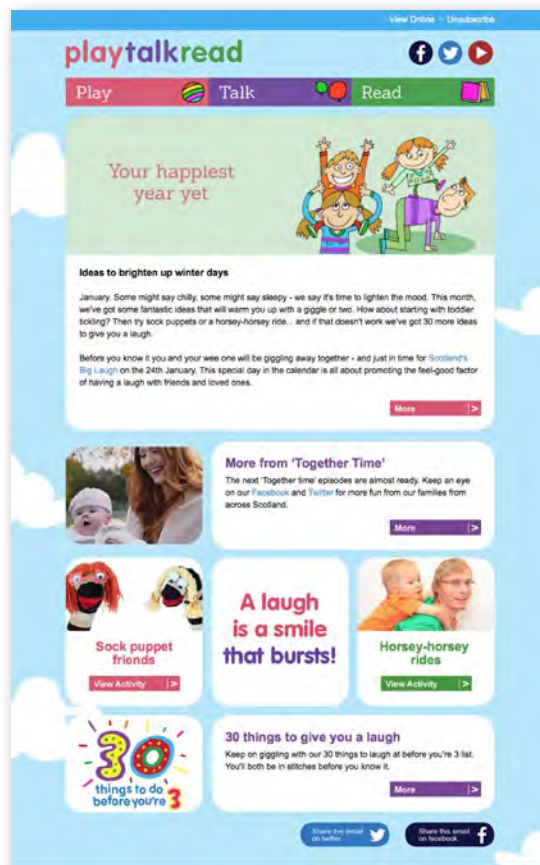 View Online - Unsubscribe
playtalkread
Play Talk Read
Your happiest
year yet
Ideas to brighten up winter days
January. Some might say chilly, some might say sleepy - we say it's time to lighten the mood. This month,
we've got some fantastic ideas that will warm you up with a giggle or two. How about starting with toddler
tickling? Then try sock puppets or a horsey-horsey ride... and if that doesn't work we've got 30 more ideas
to give you a laugh.
Before you know it you and your wee one will be giggling away together - and just in time for Scotland's
Big Laugh on the 24th January. This special day in the calendar is all about promoting the feel-good factor
of having a laugh with friends and loved ones.
More
More from 'Together Time'
The next 'Together time' episodes are almost ready. Keep an eye
on our Facebook and Twitter for more fun from our families from
across Scotland.
More
Sock puppet
friends
View Activity
A laugh
is a smile
that bursts!
Horsey-horsey
rides
View Activity
30
things to do
before you're 3
30 things to give you a laugh
Keep on giggling with our 30 things to laugh at before you're 3 list.
You'll both be in stitches before you know it.
More
Share this email
on twitter
Share this email
on facebook